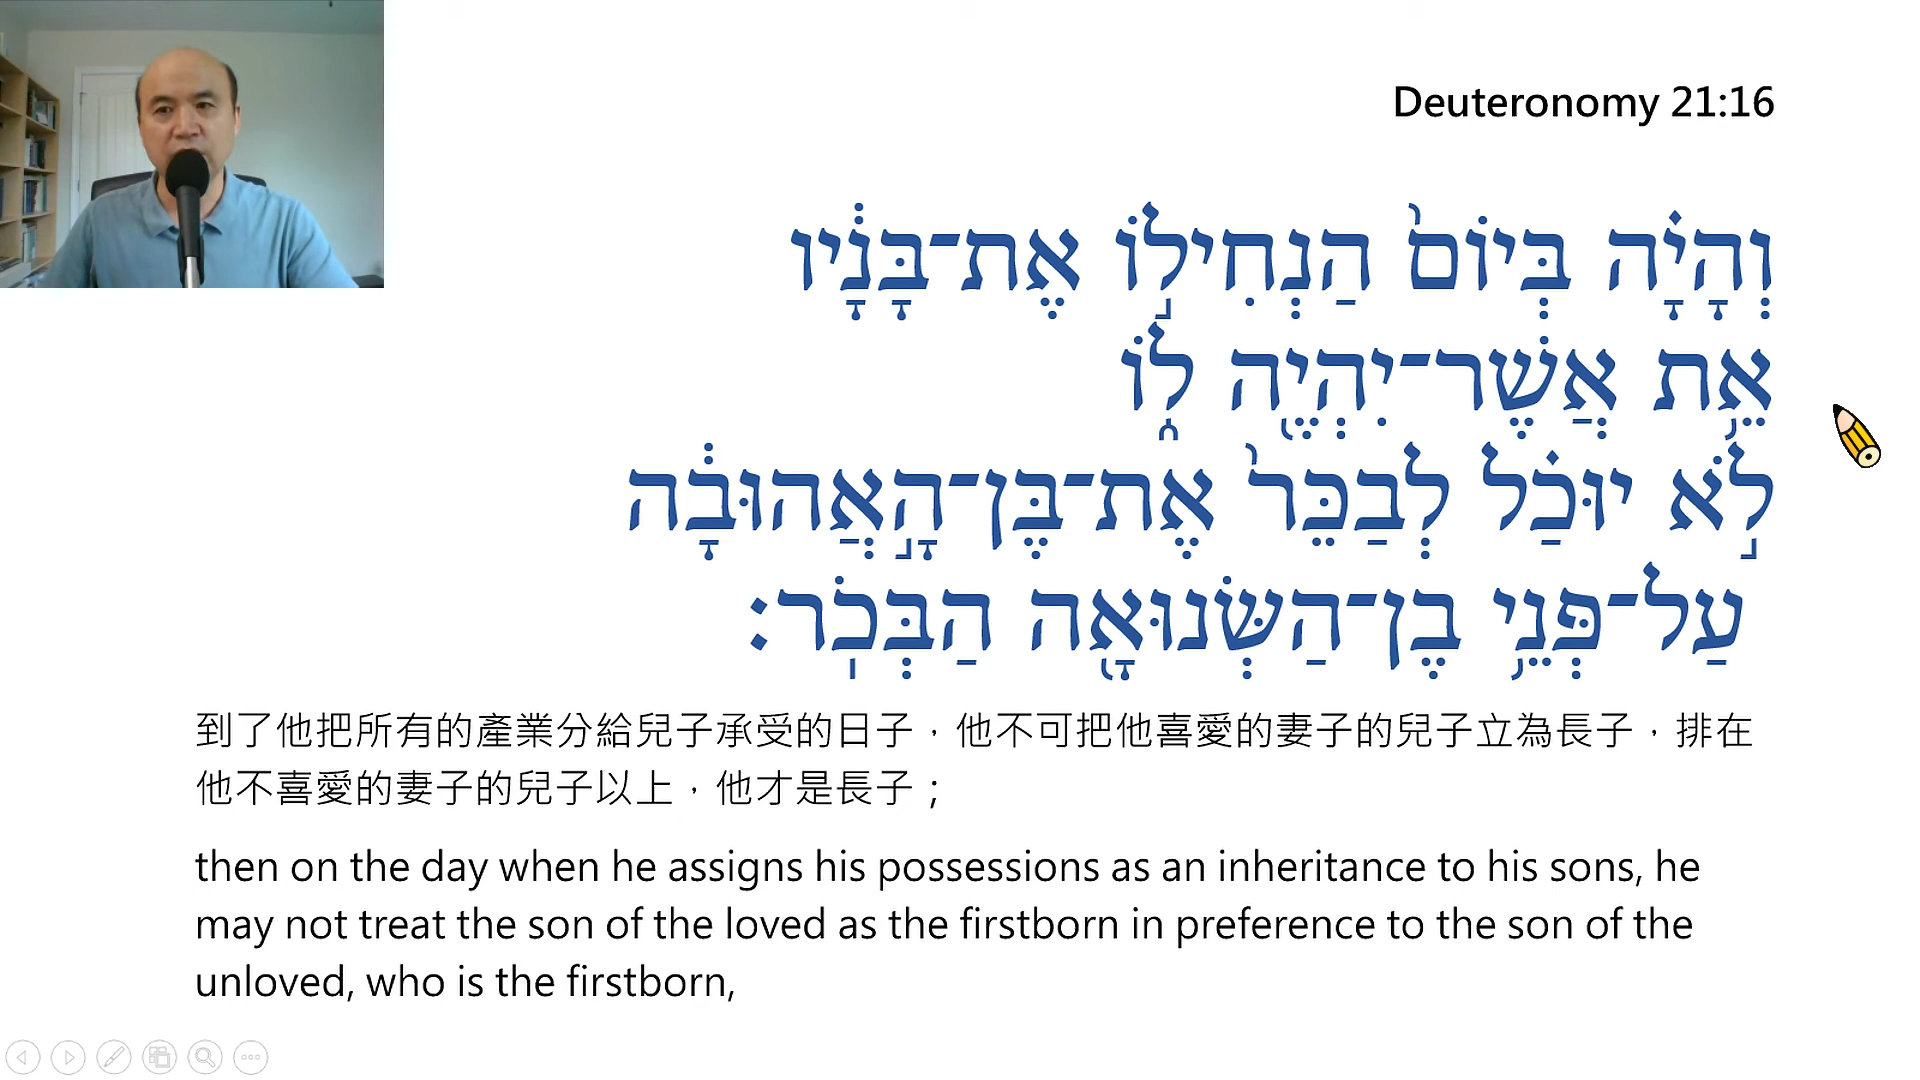 Deuteronomy 21:16
וְהָיָ֗ה בְּיוֹם֙ הַנְחִיל֣וֹ אֶת־בָּנָ֔יו
אֵ֥ת אֲשֶׁר־יִהְיֶ֖ה ל֑וֹ
לֹ֣א יוּכַ֗ל לְבַכֵּר֙ אֶת־בֶּן־הָ֣אֲהוּבָ֔ה
עַל־פְּנֵ֥י בֶן־הַשְּׂנוּאָ֖ה הַבְּכֹֽר׃
到了他把所有的產業分給兒子承受的日子，他不可把他喜愛的妻子的兒子立為長子，排在
他不喜愛的妻子的兒子以上，他才是長子；
then on the day when he assigns his possessions as an inheritance to his sons, he
may not treat the son of the loved as the firstborn in preference to the son of the
unloved, who is the firstborn,